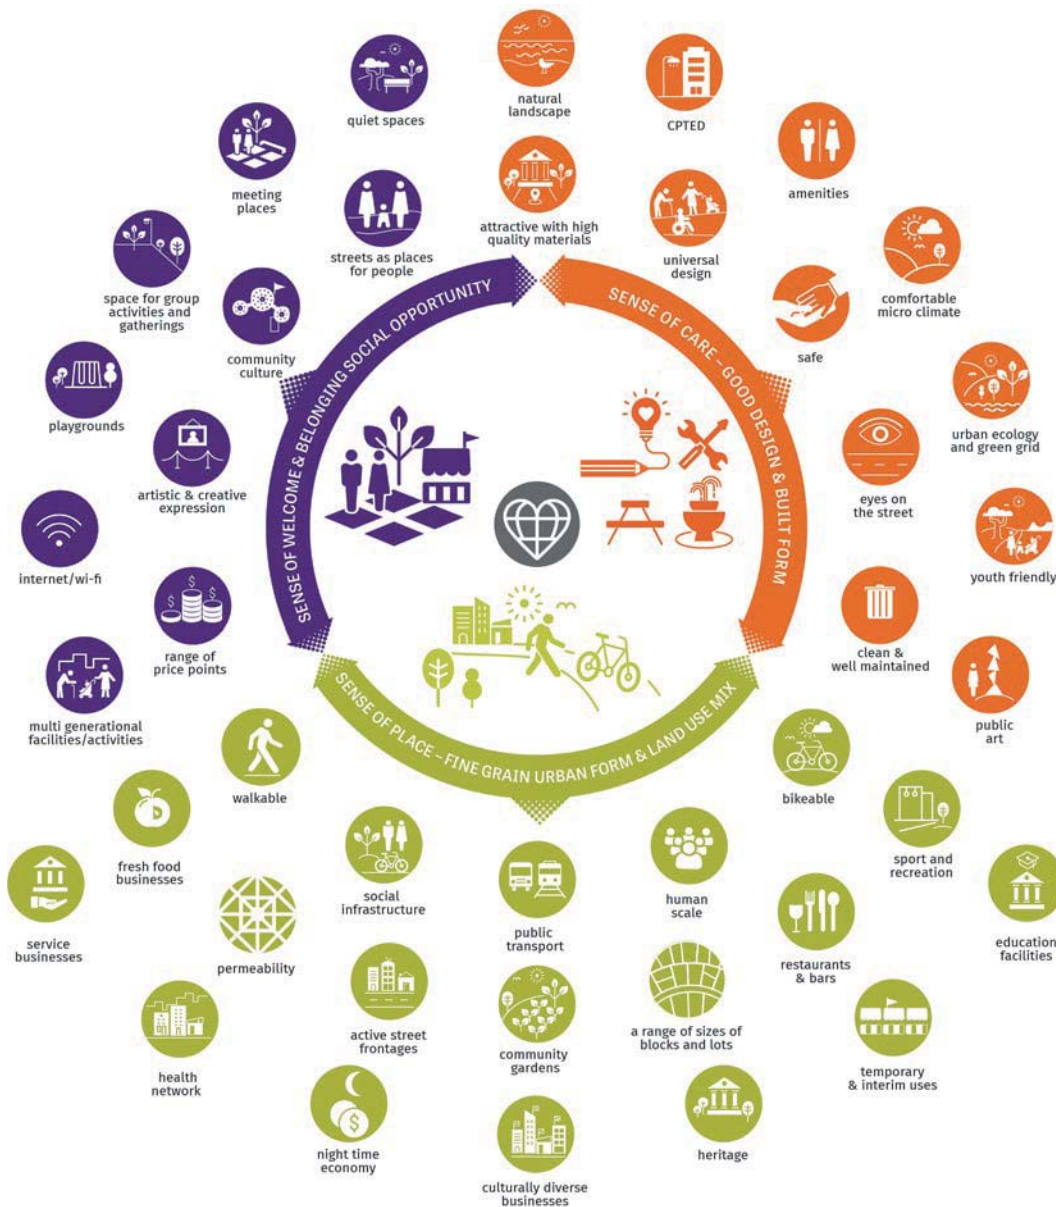 natural
landscape
CPTED
quiet spaces
amenities
meeting
places
attractive with high
quality materials
universal
design
streets as places
for people
comfortable
micro climate
space for group
activities and
gatherings
community
culture
safe
SENSE OF WELCOME & BELONGING SOCIAL OPPORTUNITY
SENSE OF CARE – GOOD DESIGN & BUILT FORM
playgrounds
urban ecology
and green grid
artistic & creative
expression
eyes on
the street
internet/wi-fi
youth friendly
$
$
$
range of
price points
clean &
well maintained
multi generational
facilities/activities
public
art
SENSE OF PLACE – FINE GRAIN URBAN FORM & LAND USE MIX
walkable
bikeable
fresh food
businesses
sport and
recreation
social
infrastructure
human
scale
public
transport
service
businesses
education
facilities
permeability
restaurants
& bars
active street
frontages
a range of sizes of
blocks and lots
community
gardens
health
network
temporary
& interim uses
$
night time
economy
heritage
culturally diverse
businesses